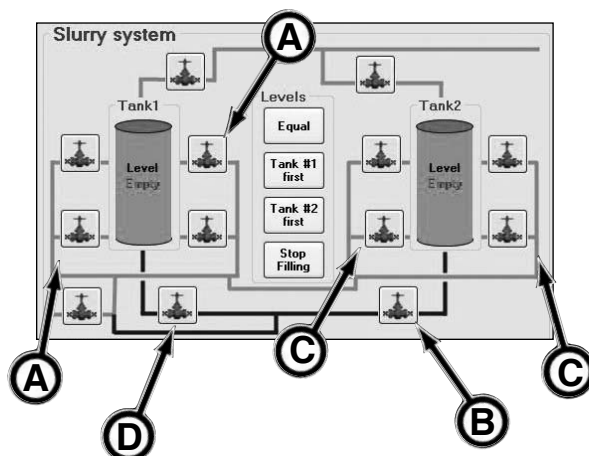 Slurry system
A
Tank1
Levels
Tank2
Equal
Level
Empty
Tank #1
first
Level
Empty
Tank #2
first
Stop
Filling
A
C
C
D
B